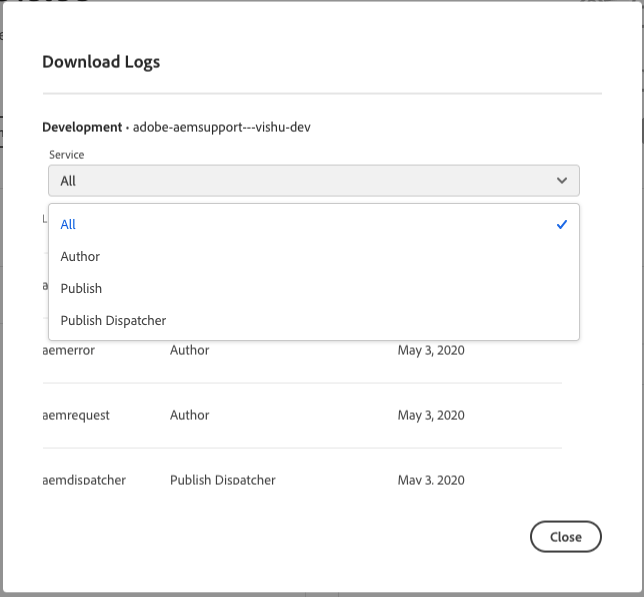 Download Logs
Development · adobe-aemsupport---vishu-dev
Service
All
All
Author
Publish
Publish Dispatcher
aemerror Author May 3, 2020
aemrequest Author May 3, 2020
aemdispatcher Publish Dispatcher May 3, 2020
Close